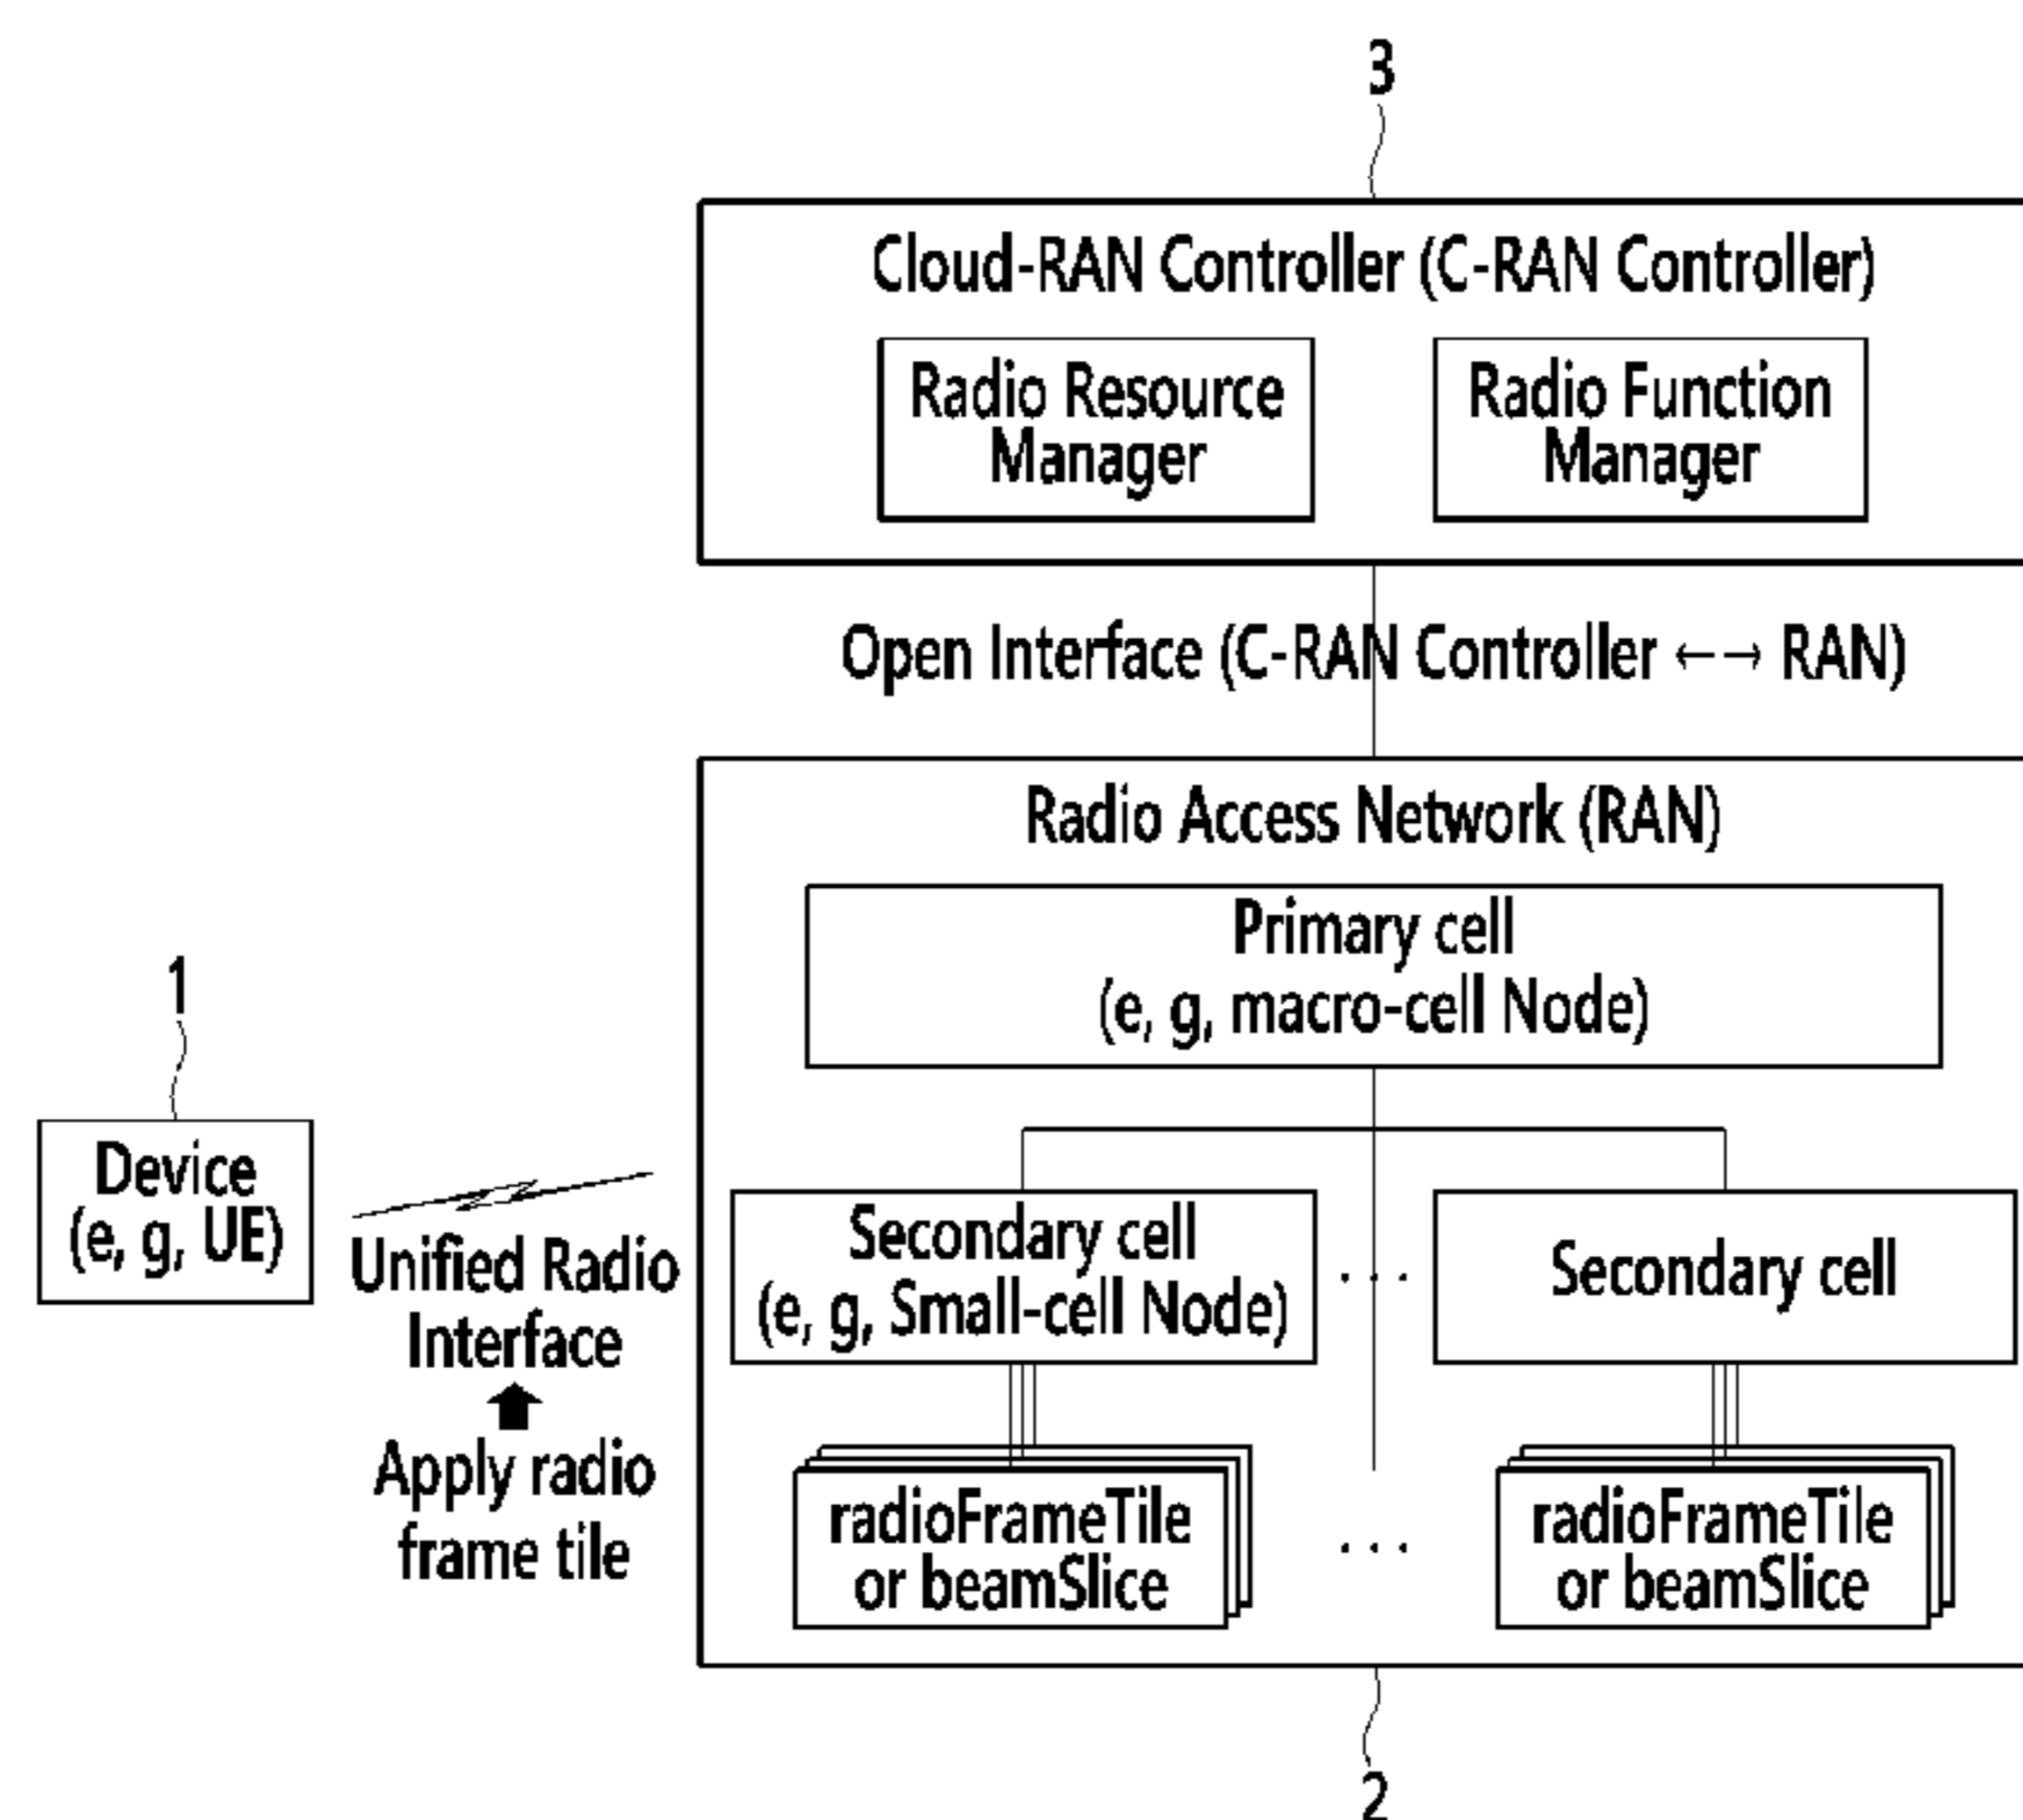 3
Cloud-RAN Controller (C-RAN Controller)
Radio Resource
Manager
Radio Function
Manager
Open Interface (C-RAN Controller ←→ RAN)
Radio Access Network (RAN)
Primary cell
(e, g, macro-cell Node)
1
Device
(e, g, UE)
Unified Radio
Interface
Apply radio
frame tile
Secondary cell
(e, g, Small-cell Node)
. . .
Secondary cell
radioFrameTile
or beamSlice
. . .
radioFrameTile
or beamSlice
2